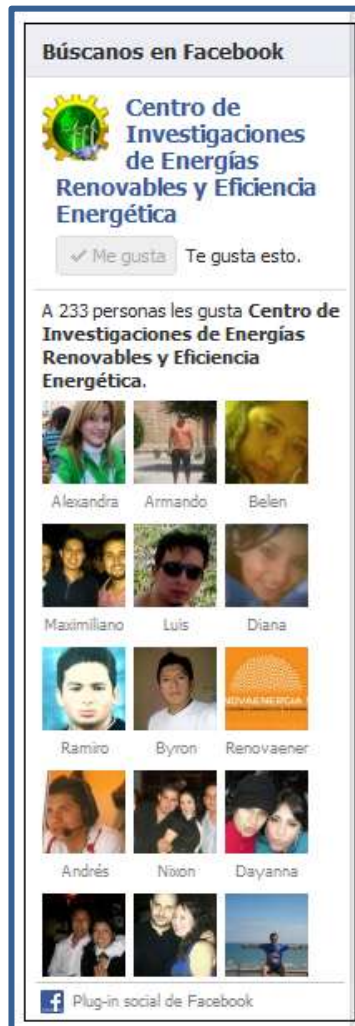 Búscanos en Facebook
Centro de
Investigaciones
de Energías
Renovables y Eficiencia
Energética
Me gusta Te gusta esto.
A 233 personas les gusta Centro de
Investigaciones de Energías
Renovables y Eficiencia
Energética.
Alexandra Armando Belen
Maximiliano Luis Diana
NOVAENERGIA
Ramiro Byron Renovaener
Andrés Nixon Dayanna
Plug-in social de Facebook